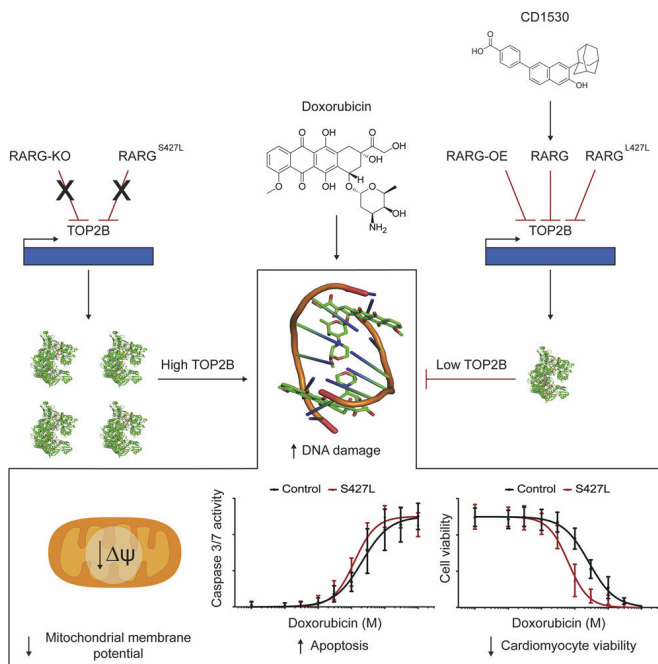 CD1530
HO
O
OH
Doxorubicin
O
OH
O
OH
OH
O
O
OH
O
O
OH
NH₂
H
RARG-KO
RARG^S427L
X
X
TOP2B
RARG-OE
RARG
RARG^L427L
TOP2B
High TOP2B
Low TOP2B
↑ DNA damage
↓ΔΨ
↓ Mitochondrial membrane
potential
Control
S427L
Caspase 3/7 activity
Doxorubicin (M)
↑ Apoptosis
Control
S427L
Cell viability
Doxorubicin (M)
↓ Cardiomyocyte viability